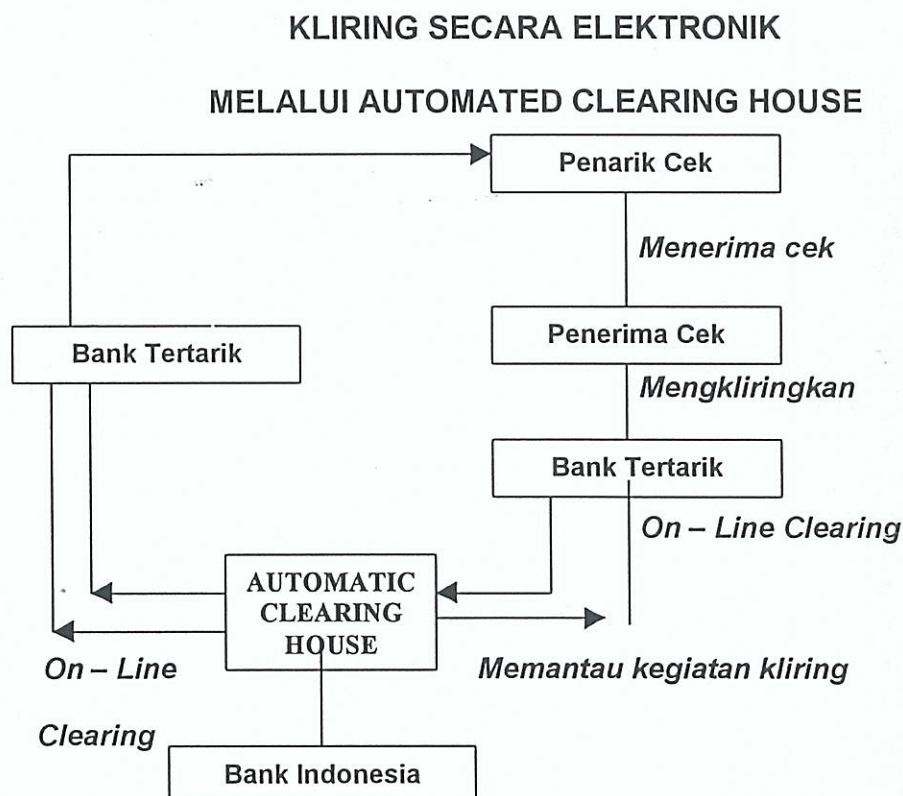 KLIRING SECARA ELEKTRONIK
MELALUI AUTOMATED CLEARING HOUSE
Penarik Cek
Menerima cek
Bank Tertarik
Penerima Cek
Mengkliringkan
Bank Tertarik
On – Line Clearing
AUTOMATIC
CLEARING
HOUSE
On – Line
Clearing
Memantau kegiatan kliring
Bank Indonesia